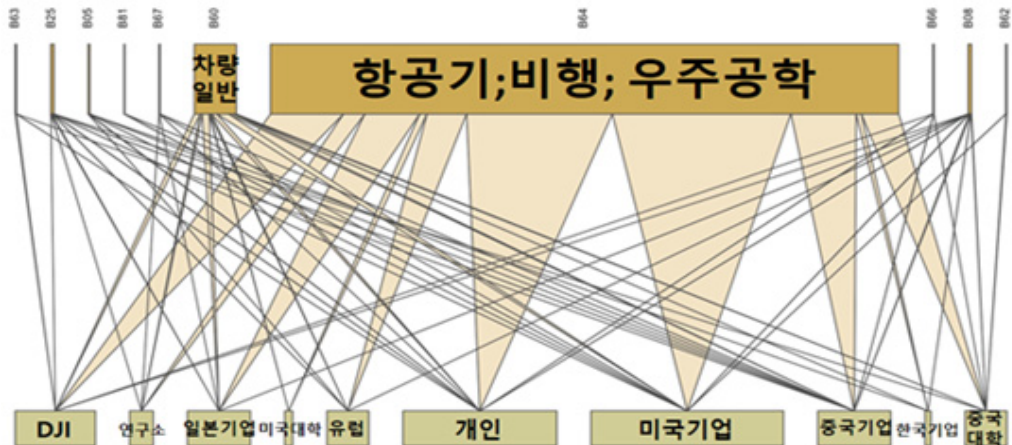 B63
B25
B05
B81
B67
B60
B64
B66
B08
B62
차량
일반
항공기;비행; 우주공학
DJI
연구소
일본기업
미국대학
유럽
개인
미국기업
중국기업
한국기업
중국
대학